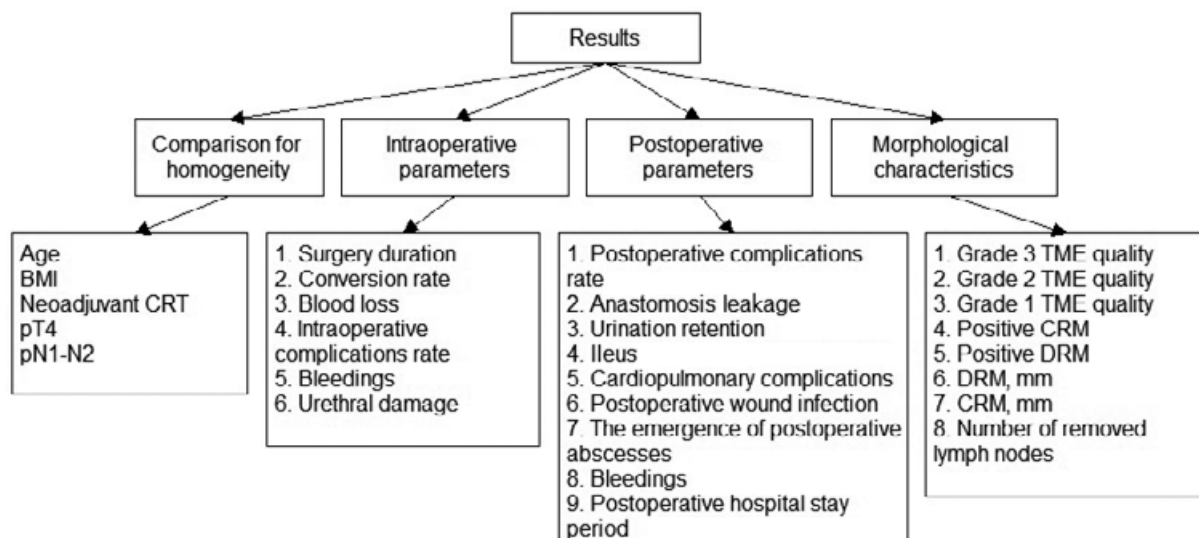 Results
Comparison for
homogeneity
Intraoperative
parameters
Postoperative
parameters
Morphological
characteristics
Age
BMI
Neoadjuvant CRT
pT4
pN1-N2
1. Surgery duration
2. Conversion rate
3. Blood loss
4. Intraoperative
complications rate
5. Bleedings
6. Urethral damage
1. Postoperative complications
rate
2. Anastomosis leakage
3. Urination retention
4. Ileus
5. Cardiopulmonary complications
6. Postoperative wound infection
7. The emergence of postoperative
abscesses
8. Bleedings
9. Postoperative hospital stay
period
1. Grade 3 TME quality
2. Grade 2 TME quality
3. Grade 1 TME quality
4. Positive CRM
5. Positive DRM
6. DRM, mm
7. CRM, mm
8. Number of removed
lymph nodes